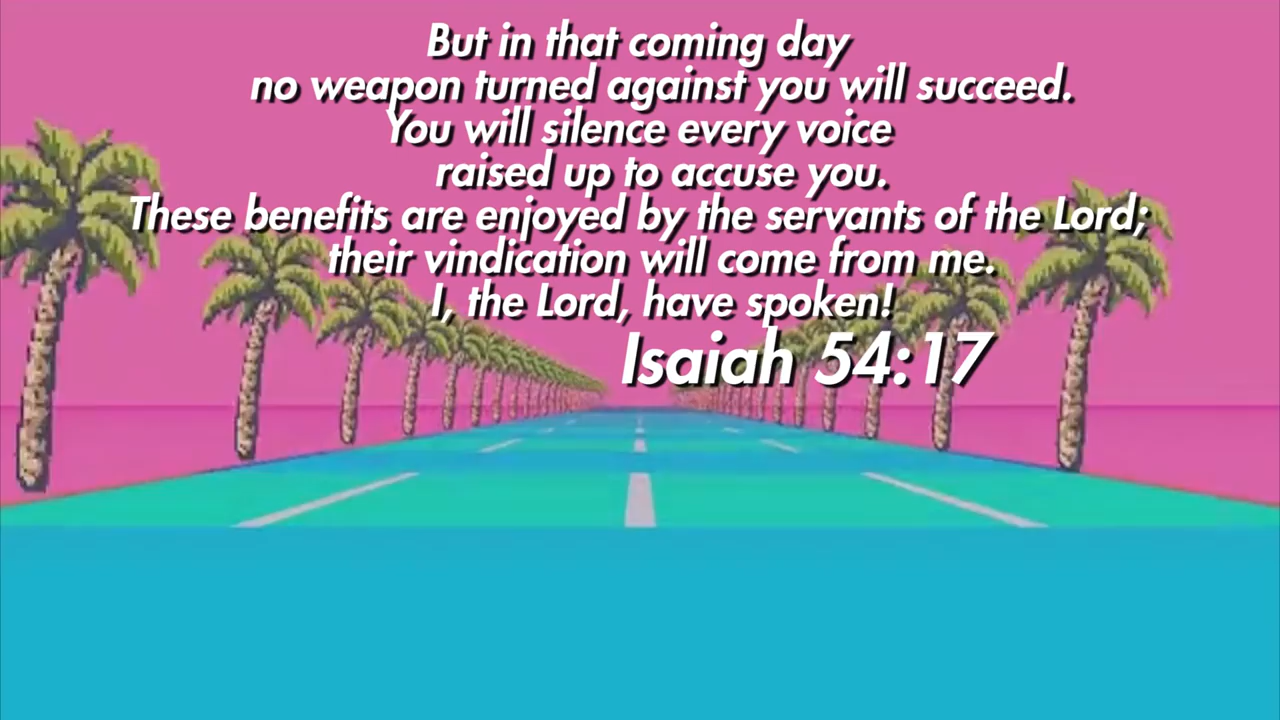 But in that coming day
no weapon turned against you will succeed.
You will silence every voice
raised up to accuse you.
These benefits are enjoyed by the servants of the Lord;
their vindication will come from me.
I, the Lord, have spoken!
Isaiah 54:17